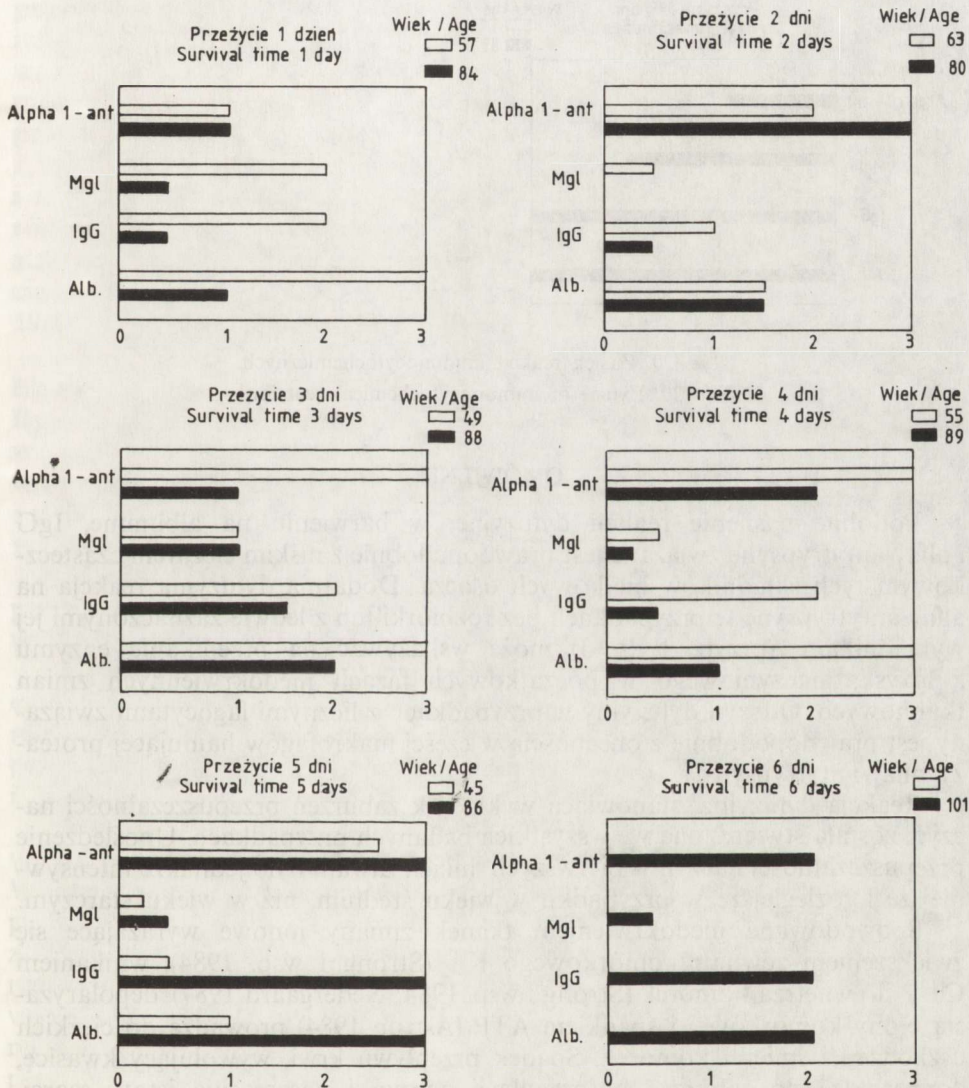 Przeżycie 1 dzień
Survival time 1 day
Wiek / Age
57
84
Alpha 1 - ant
Mgl
IgG
Alb.
0 1 2 3
Przeżycie 2 dni
Survival time 2 days
Wiek/Age
63
80
Alpha 1 - ant
Mgl
IgG
Alb.
0 1 2 3
Przeżycie 3 dni
Survival time 3 days
Wiek/Age
49
88
Alpha 1 - ant
Mgl
IgG
Alb.
0 1 2 3
Przeżycie 4 dni
Survival time 4 days
Wiek/Age
55
89
Alpha 1 - ant
Mgl
IgG
Alb.
0 1 2 3
Przeżycie 5 dni
Survival time 5 days
Wiek/Age
45
86
Alpha - ant
Mgl
IgG
Alb.
0 1 2 3
Przeżycie 6 dni
Survival time 6 days
Wiek / Age
101
Alpha 1 - ant
Mgl
IgG
Alb.
0 1 2 3